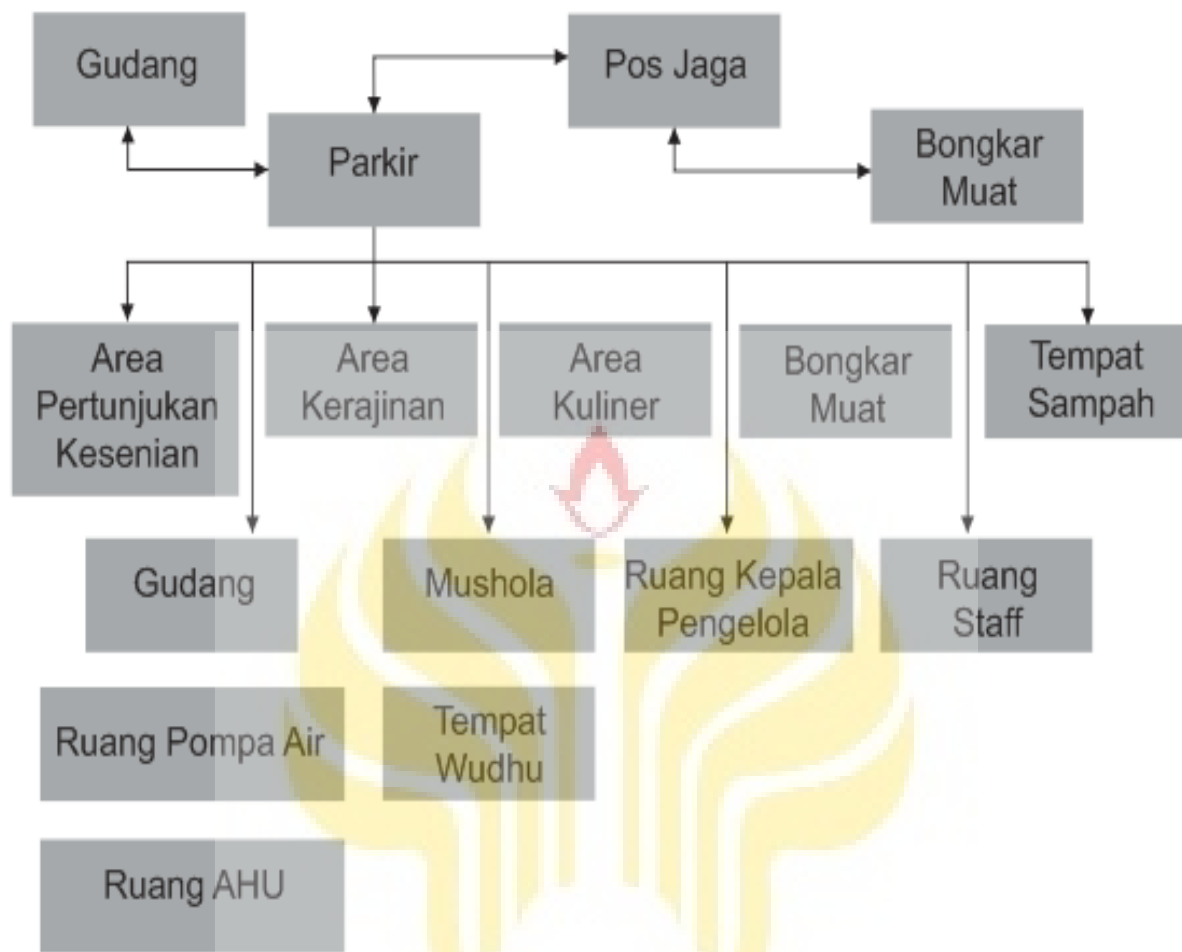 Gudang
Pos Jaga
Parkir
Bongkar
Muat
Area
Pertunjukan
Kesenian
Area
Kerajinan
Area
Kuliner
Bongkar
Muat
Tempat
Sampah
Gudang
Mushola
Ruang Kepala
Pengelola
Ruang
Staff
Ruang Pompa Air
Tempat
Wudhu
Ruang AHU